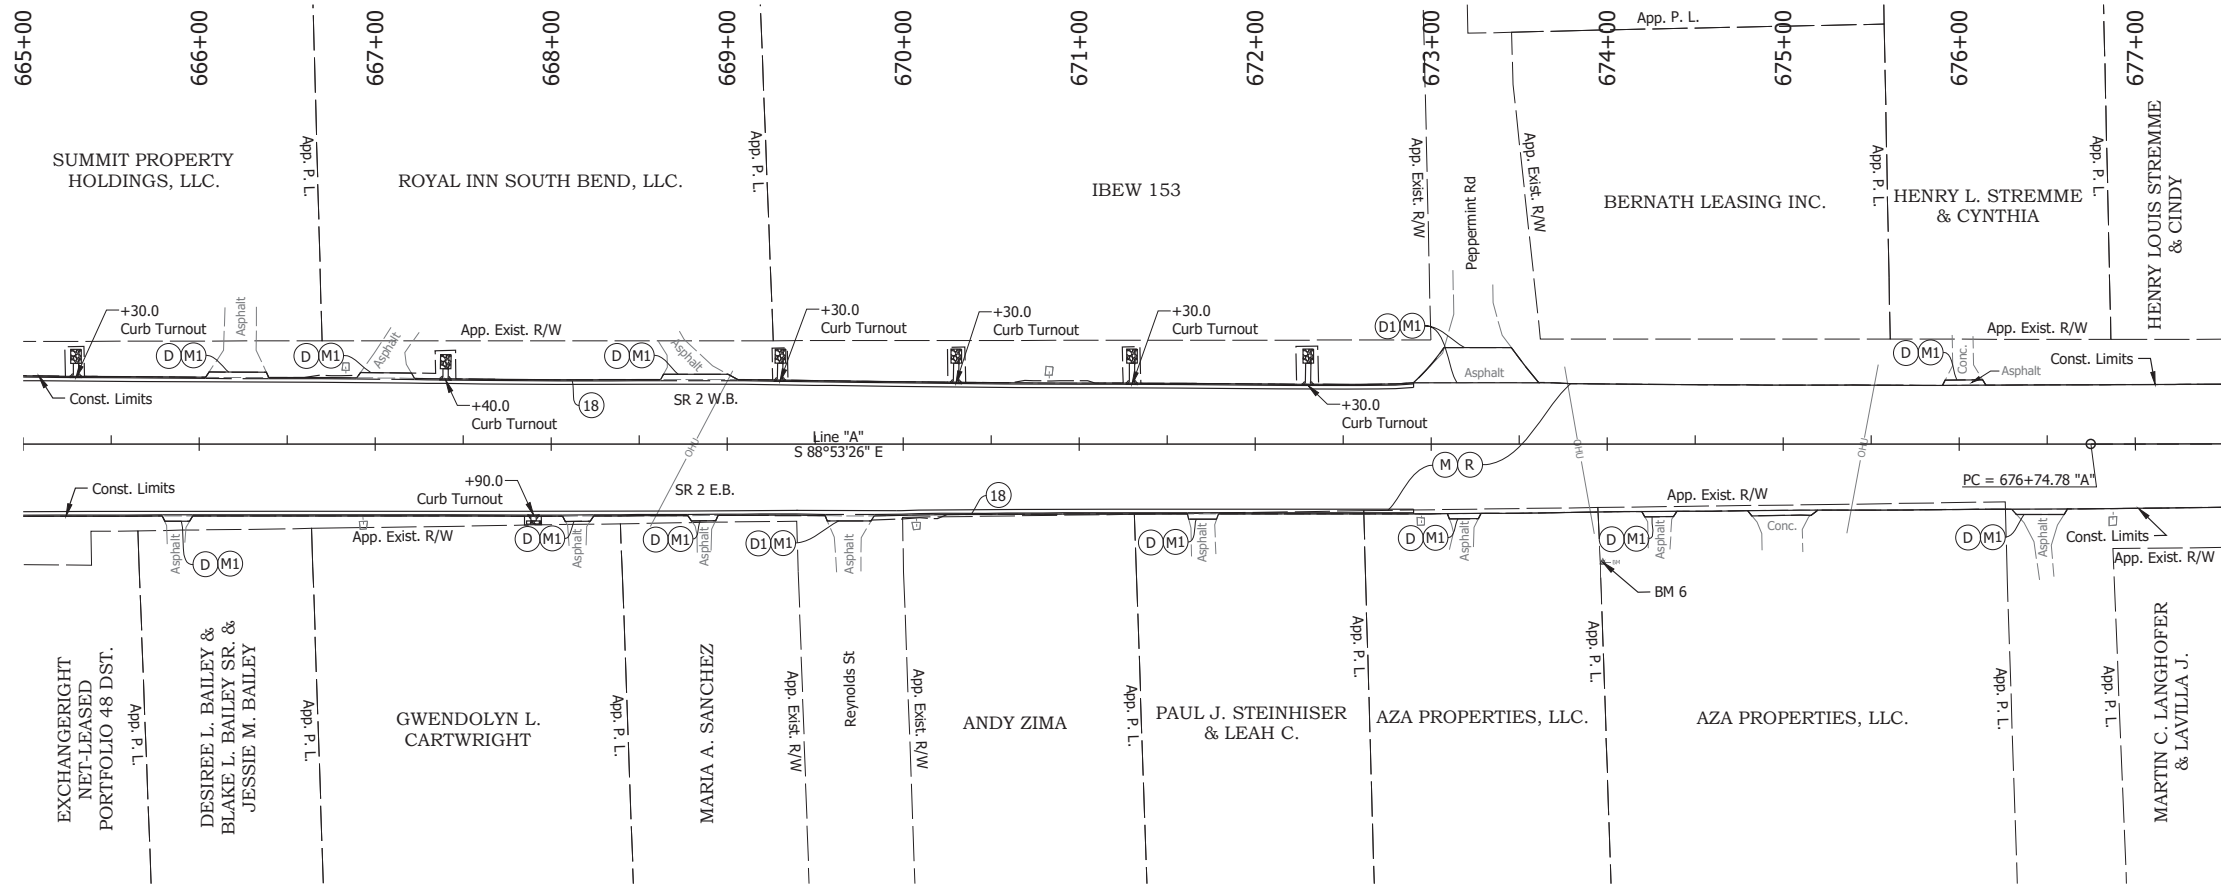 665+00
666+00
667+00
668+00
669+00
670+00
671+00
672+00
673+00
674+00
675+00
676+00
677+00
App. P. L.
SUMMIT PROPERTY
HOLDINGS, LLC.
App. P. L.
ROYAL INN SOUTH BEND, LLC.
App. P. L.
IBEW 153
App. Exist. R/W
Peppermint Rd
App. Exist. R/W
BERNATH LEASING INC.
App. P. L.
HENRY L. STREMME
& CYNTHIA
App. P. L.
HENRY LOUIS STREMME
& CINDY
+30.0
Curb Turnout
Asphalt
D M1
D M1
Asphalt
App. Exist. R/W
D M1
Asphalt
+30.0
Curb Turnout
+30.0
Curb Turnout
+30.0
Curb Turnout
D1 M1
Asphalt
App. Exist. R/W
D M1
Conc.
Asphalt
Const. Limits
Const. Limits
+40.0
Curb Turnout
18
SR 2 W.B.
+30.0
Curb Turnout
OHU
Line "A"
S 88°53'26" E
OHU
OHU
M R
PC = 676+74.78 "A"
Const. Limits
+90.0
Curb Turnout
SR 2 E.B.
18
App. Exist. R/W
Asphalt
D M1
App. Exist. R/W
D M1
Asphalt
D M1
Asphalt
D1 M1
Asphalt
D M1
Asphalt
D M1
Asphalt
D M1
Asphalt
Conc.
D M1
Asphalt
Const. Limits
App. Exist. R/W
BM
BM 6
EXCHANGERIGHT
NET-LEASED
PORTFOLIO 48 DST.
App. P. L.
DESIREE L. BAILEY &
BLAKE L. BAILEY SR. &
JESSIE M. BAILEY
App. P. L.
GWENDOLYN L.
CARTWRIGHT
App. P. L.
MARIA A. SANCHEZ
App. Exist. R/W
Reynolds St
App. Exist. R/W
ANDY ZIMA
App. P. L.
PAUL J. STEINHISER
& LEAH C.
App. P. L.
AZA PROPERTIES, LLC.
App. P. L.
AZA PROPERTIES, LLC.
App. P. L.
App. P. L.
MARTIN C. LANGHOFER
& LAVILLA J.